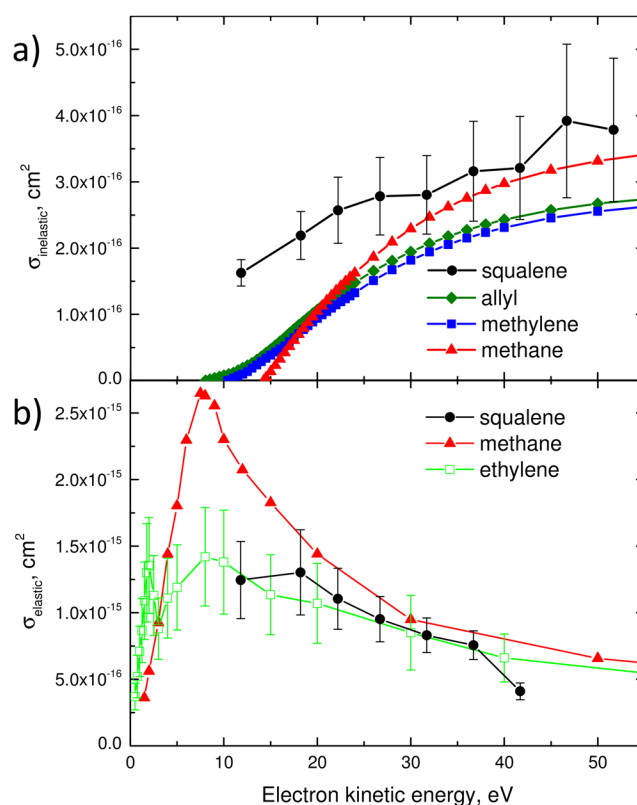 a)
5.0x10⁻¹⁶
4.0x10⁻¹⁶
3.0x10⁻¹⁶
2.0x10⁻¹⁶
1.0x10⁻¹⁶
0.0
σinelastic, cm²
squalene
allyl
methylene
methane
b)
2.5x10⁻¹⁵
2.0x10⁻¹⁵
1.5x10⁻¹⁵
1.0x10⁻¹⁵
5.0x10⁻¹⁶
0.0
σelastic, cm²
squalene
methane
ethylene
0 10 20 30 40 50
Electron kinetic energy, eV